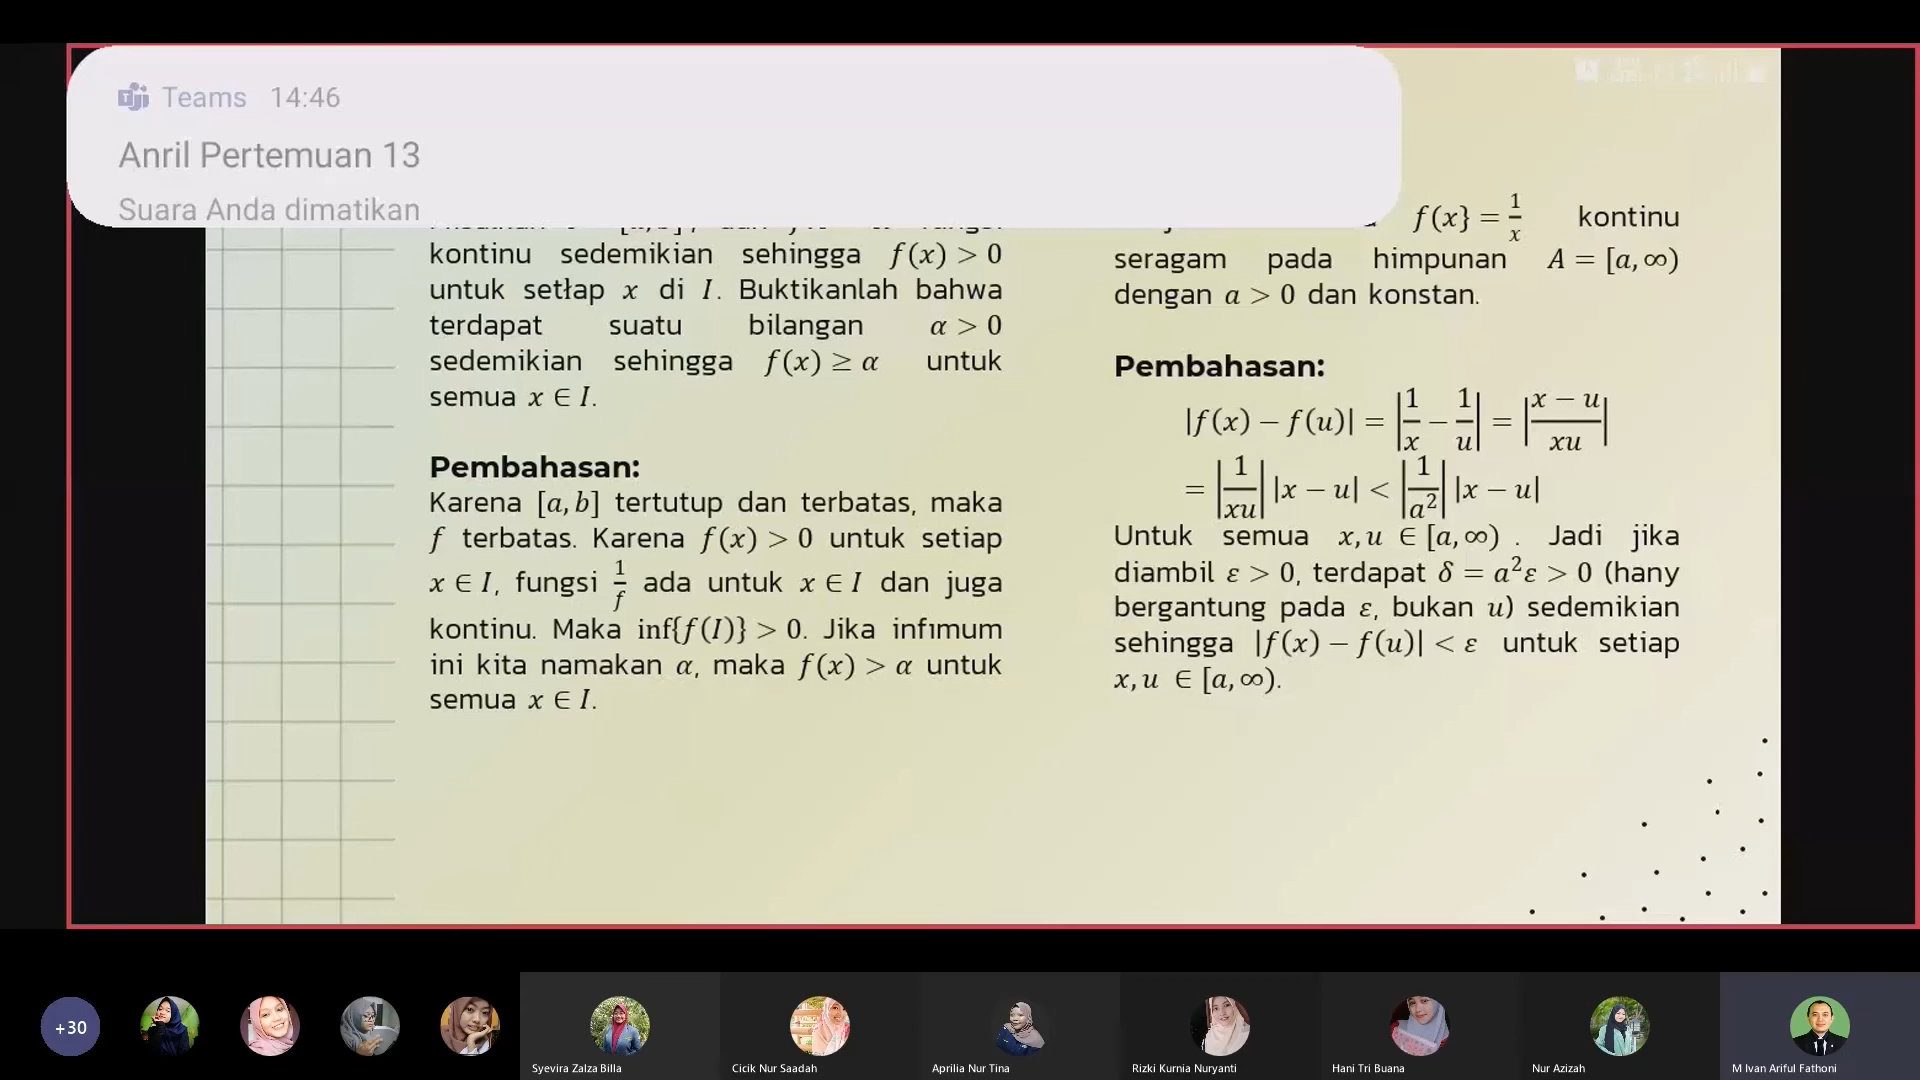 Teams 14:46
Anril Pertemuan 13
Suara Anda dimatikan
kontinu sedemikian sehingga f(x) > 0
untuk setłap x di I. Buktikanlah bahwa
terdapat suatu bilangan α > 0
sedemikian sehingga f(x) ≥ α untuk
semua x ∈ I.
Pembahasan:
Karena [a, b] tertutup dan terbatas, maka
f terbatas. Karena f(x) > 0 untuk setiap
x ∈ I, fungsi 1/f ada untuk x ∈ I dan juga
kontinu. Maka inf{f(I)} > 0. Jika infımum
ini kita namakan α, maka f(x) > α untuk
semua x ∈ I.
f(x} = 1/x kontinu
seragam pada himpunan A = [a, ∞)
dengan a > 0 dan konstan.
Pembahasan:
|f(x) − f(u)| = |1/x − 1/u| = |x − u/xu|
= |1/xu| |x − u| < |1/a²| |x − u|
Untuk semua x, u ∈ [a, ∞) . Jadi jika
diambil ε > 0, terdapat δ = a²ε > 0 (hany
bergantung pada ε, bukan u) sedemikian
sehingga |f(x) − f(u)| < ε untuk setiap
x, u ∈ [a, ∞).
+30
Syevira Zalza Billa
Cicik Nur Saadah
Aprilia Nur Tina
Rizki Kurnia Nuryanti
Hani Tri Buana
Nur Azizah
M Ivan Ariful Fathoni